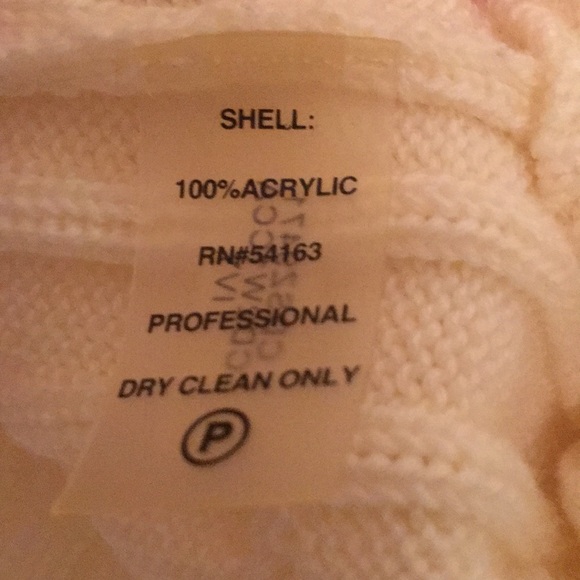 SHELL:
100%ACRYLIC
RN#54163
PROFESSIONAL
DRY CLEAN ONLY
P